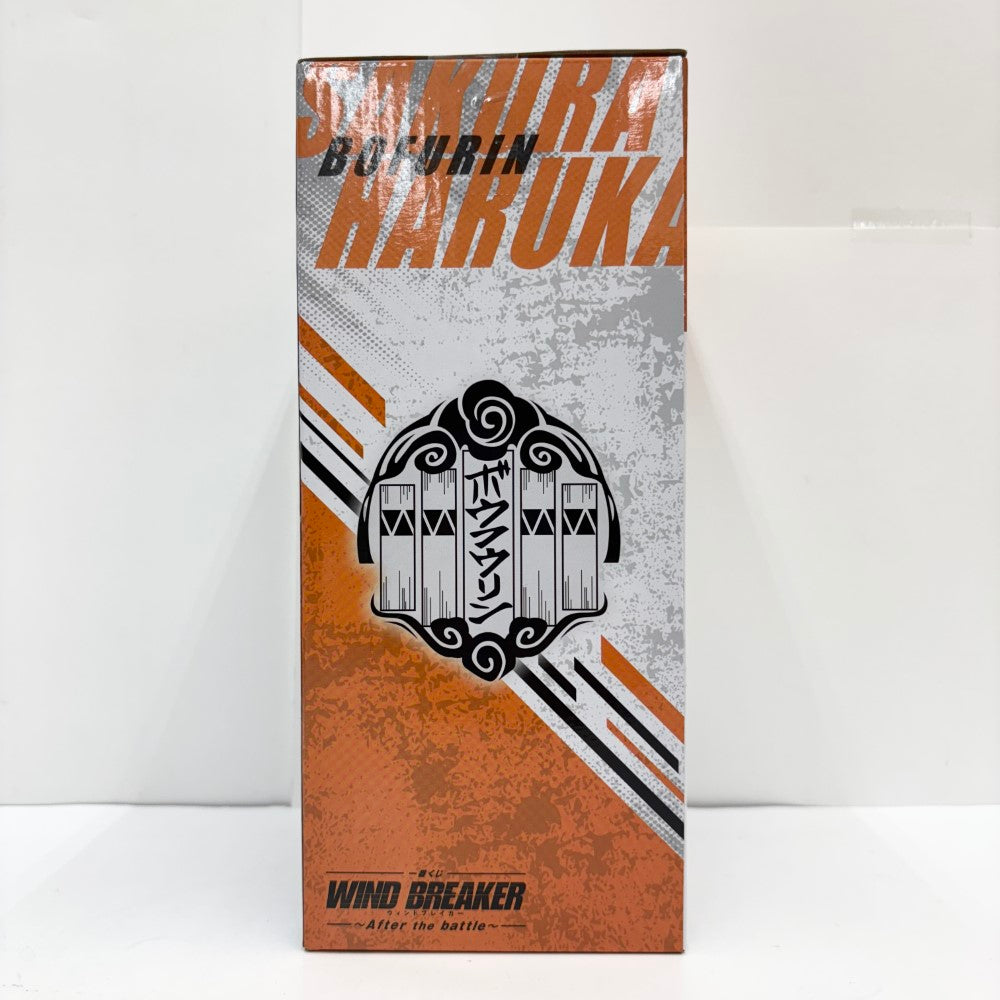 SAKURA
BOFURIN
HARUKA
ボウフウリン
一番くじ
WIND BREAKER
ウィンドブレイカー
～After the battle～